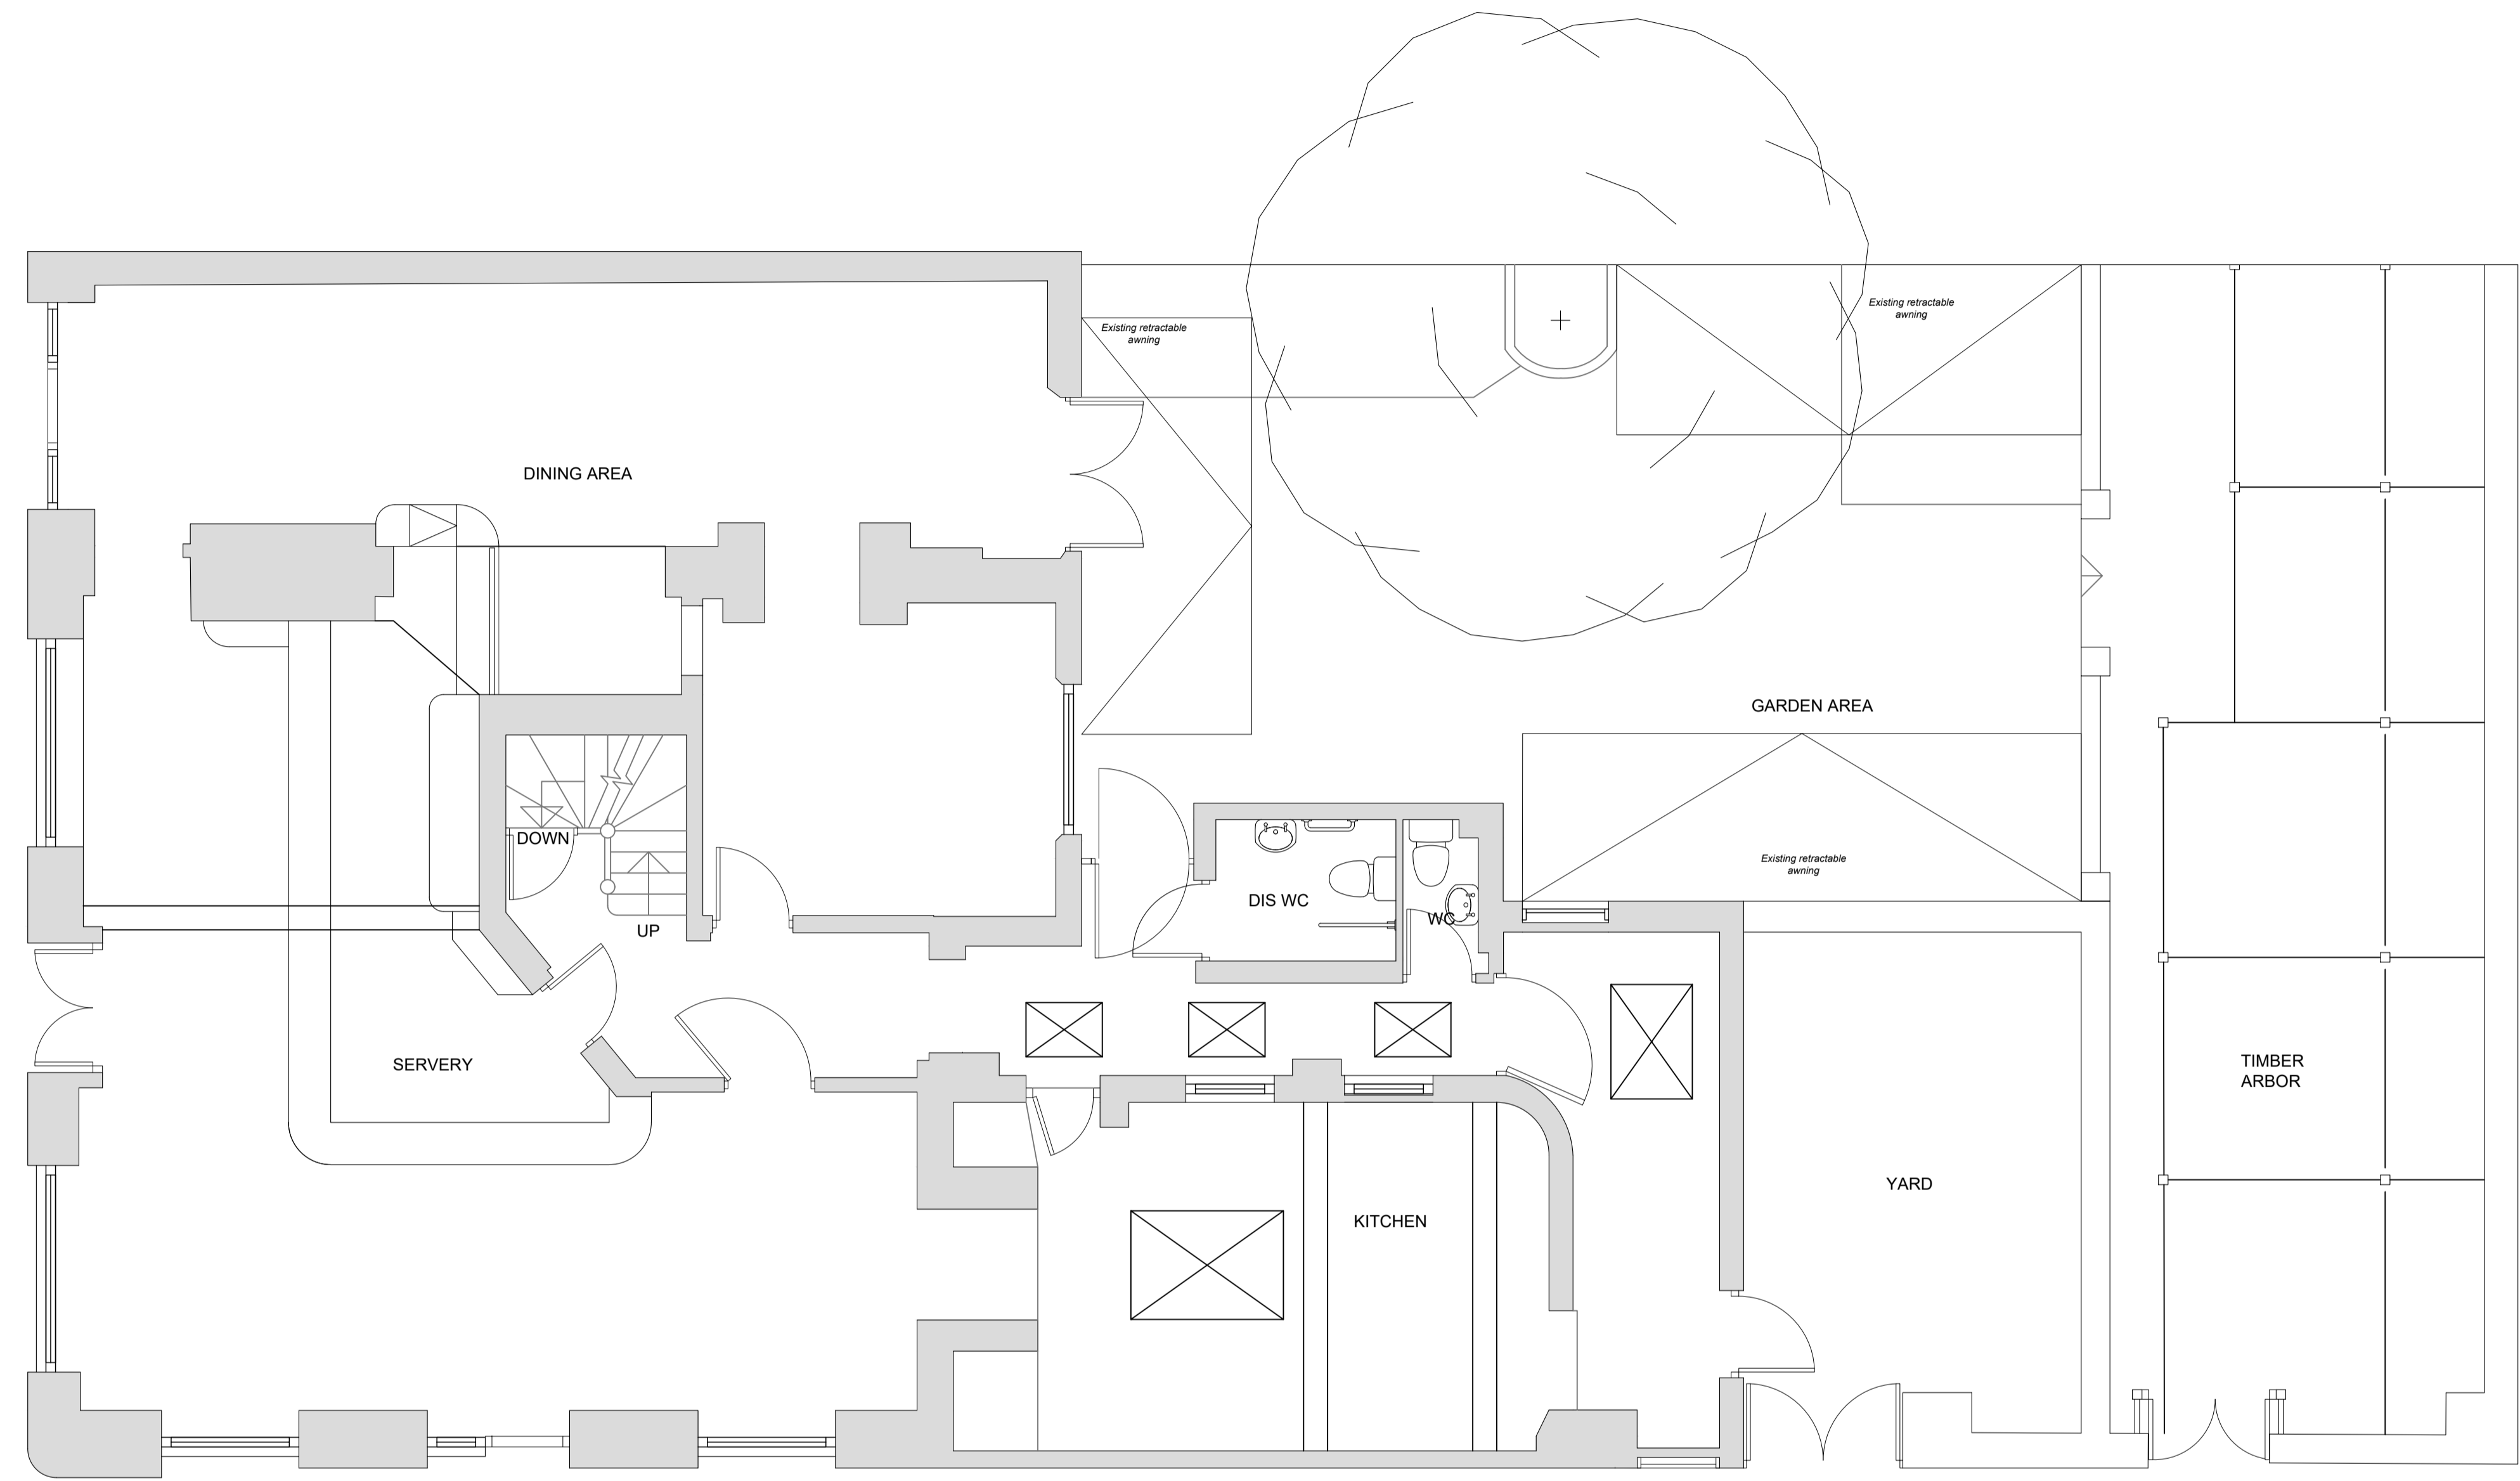 Existing retractable
awning
Existing retractable
awning
DINING AREA
GARDEN AREA
DOWN
Existing retractable
awning
DIS WC
WC
UP
SERVERY
TIMBER
ARBOR
YARD
KITCHEN